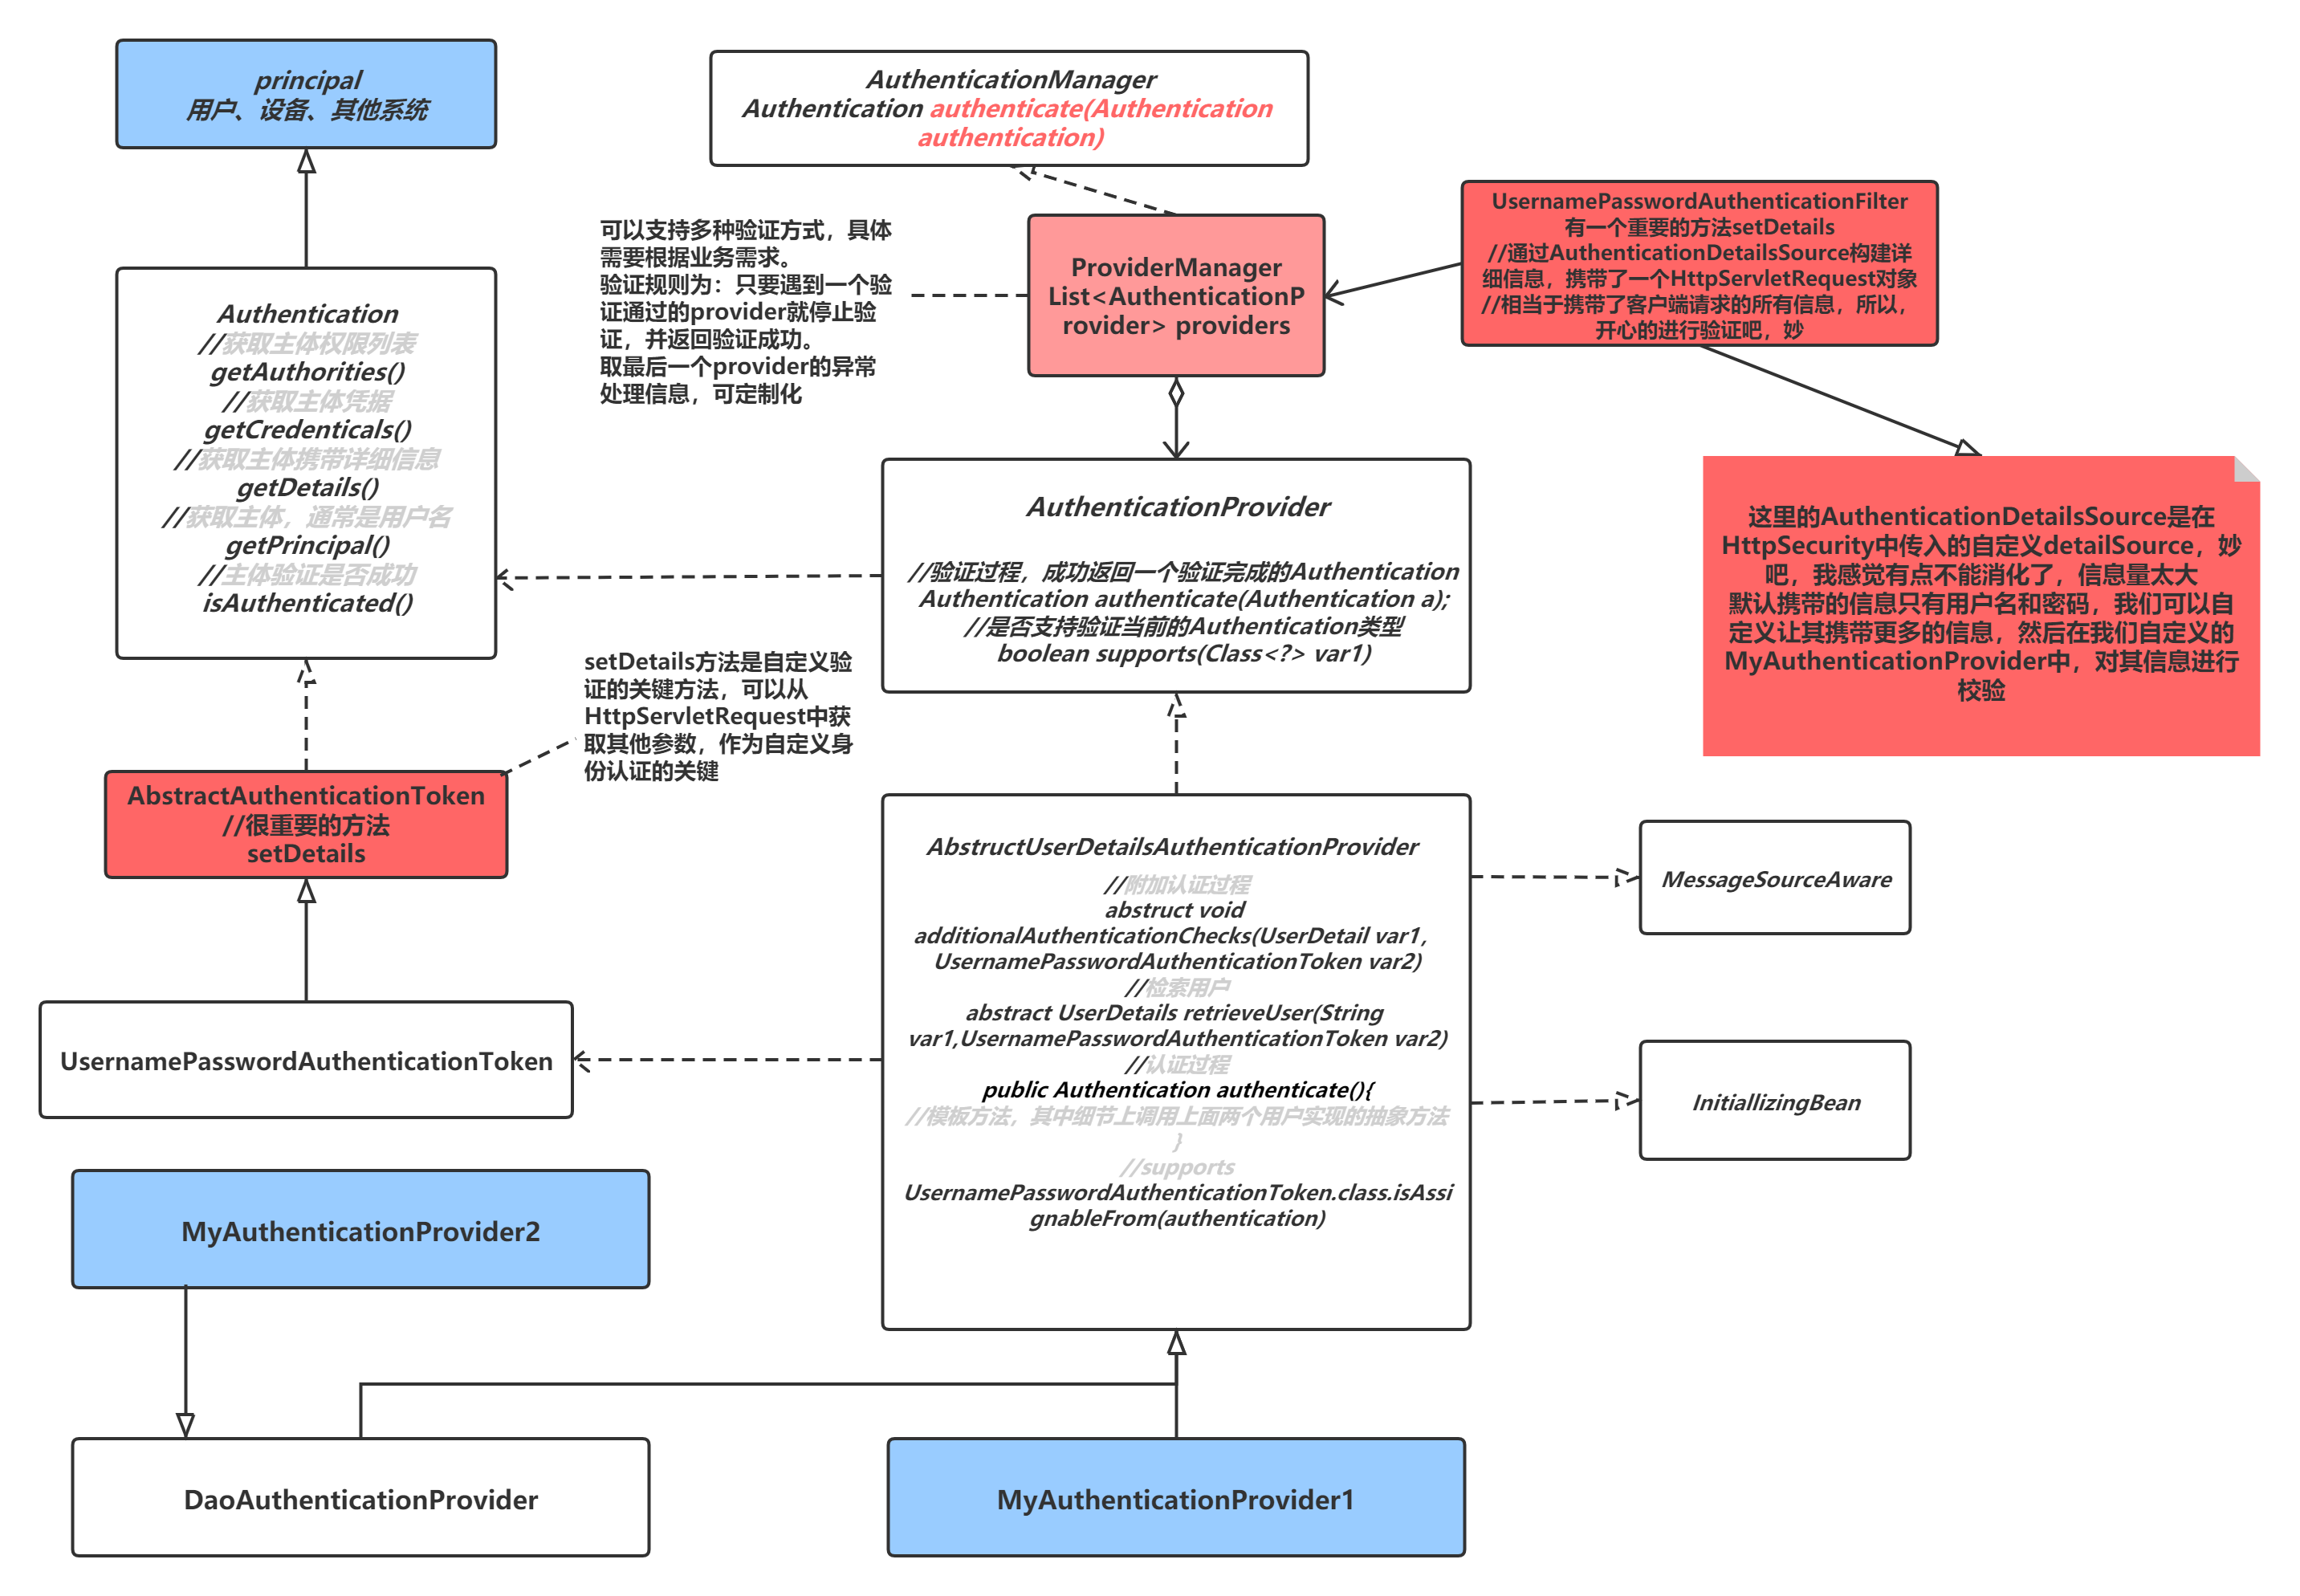 principal
用户、设备、其他系统
AuthenticationManager
Authentication authenticate(Authentication
authentication)
UsernamePasswordAuthenticationFilter
有一个重要的方法setDetails
//通过AuthenticationDetailsSource构建详
细信息，携带了一个HttpServletRequest对象
//相当于携带了客户端请求的所有信息，所以，
开心的进行验证吧，妙
可以支持多种验证方式，具体
需要根据业务需求。
验证规则为：只要遇到一个验
证通过的provider就停止验
证，并返回验证成功。
取最后一个provider的异常
处理信息，可定制化
ProviderManager
List<AuthenticationP
rovider> providers
Authentication
//获取主体权限列表
getAuthorities()
//获取主体凭据
getCredenticals()
//获取主体携带详细信息
getDetails()
//获取主体，通常是用户名
getPrincipal()
//主体验证是否成功
isAuthenticated()
AuthenticationProvider
//验证过程，成功返回一个验证完成的Authentication
Authentication authenticate(Authentication a);
//是否支持验证当前的Authentication类型
boolean supports(Class<?> var1)
这里的AuthenticationDetailsSource是在
HttpSecurity中传入的自定义detailSource，妙
吧，我感觉有点不能消化了，信息量太大
默认携带的信息只有用户名和密码，我们可以自
定义让其携带更多的信息，然后在我们自定义的
MyAuthenticationProvider中，对其信息进行
校验
setDetails方法是自定义验
证的关键方法，可以从
HttpServletRequest中获
取其他参数，作为自定义身
份认证的关键
AbstractAuthenticationToken
//很重要的方法
setDetails
AbstructUserDetailsAuthenticationProvider
//附加认证过程
abstruct void
additionalAuthenticationChecks(UserDetail var1,
UsernamePasswordAuthenticationToken var2)
//检索用户
abstract UserDetails retrieveUser(String
var1,UsernamePasswordAuthenticationToken var2)
//认证过程
public Authentication authenticate(){
//模板方法，其中细节上调用上面两个用户实现的抽象方法
}
//supports
UsernamePasswordAuthenticationToken.class.isAssi
gnableFrom(authentication)
MessageSourceAware
UsernamePasswordAuthenticationToken
InitiallizingBean
MyAuthenticationProvider2
DaoAuthenticationProvider
MyAuthenticationProvider1